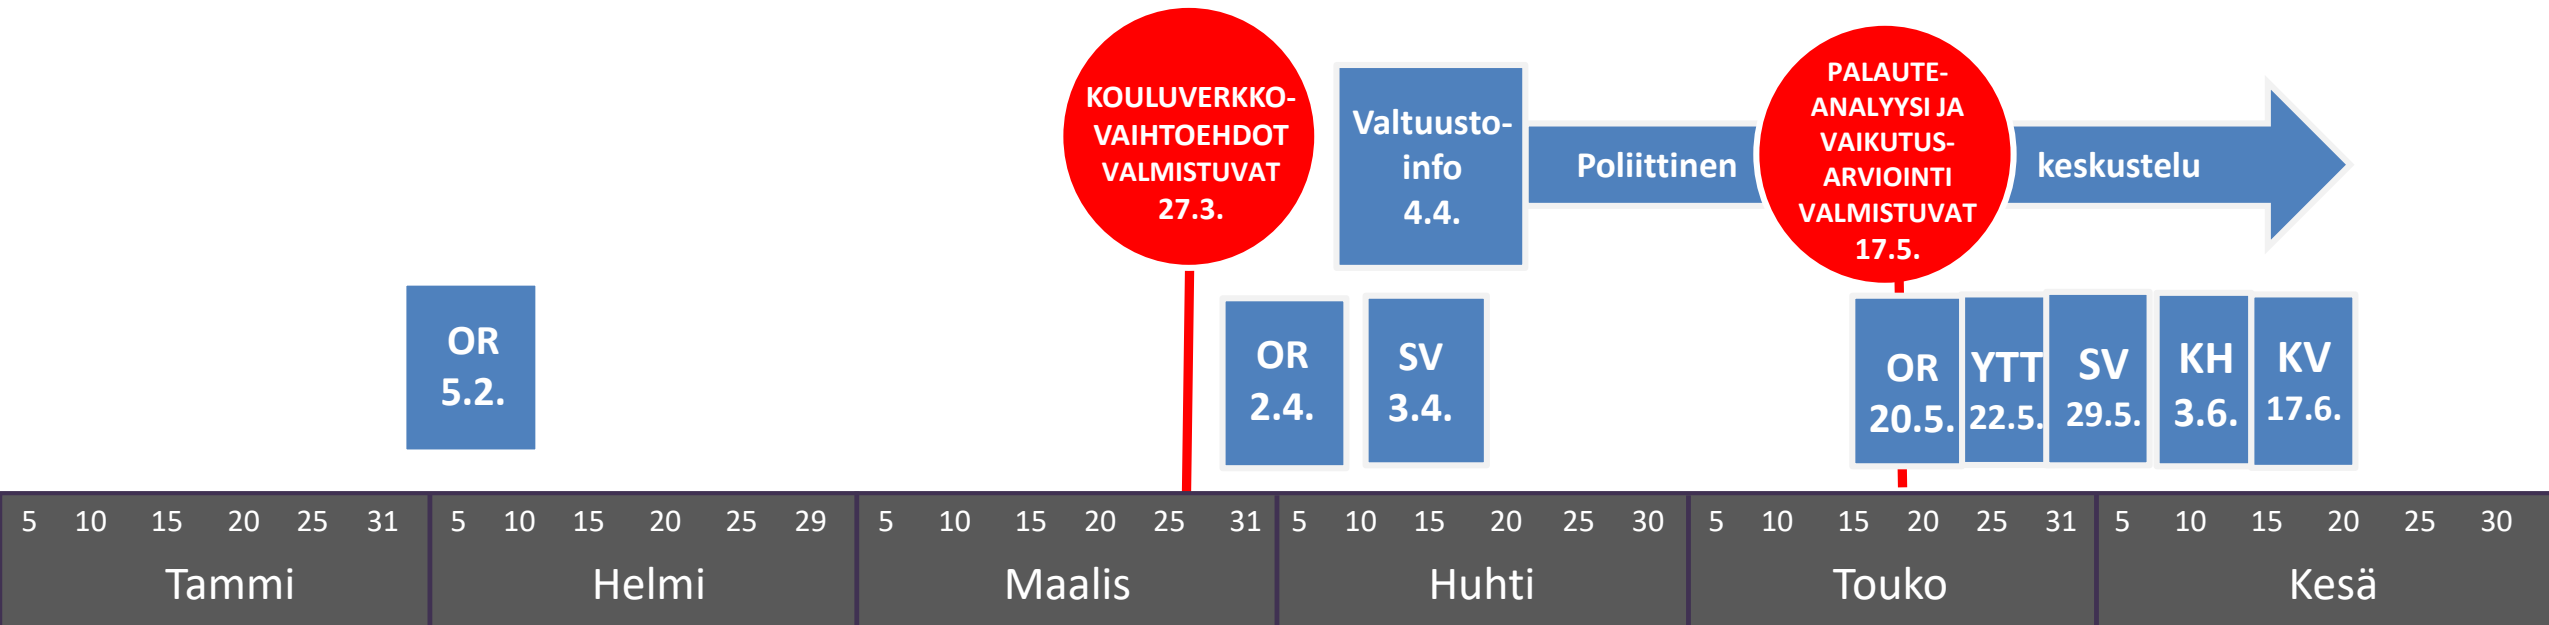 KOULUVERKKO-
VAIHTOEHDOT
VALMISTUVAT
27.3.
Valtuusto-
info
4.4.
Poliittinen
PALAUTE-
ANALYYSI JA
VAIKUTUS-
ARVIOINTI
VALMISTUVAT
17.5.
keskustelu
OR
5.2.
OR
2.4.
SV
3.4.
OR
20.5.
YTT
22.5.
SV
29.5.
KH
3.6.
KV
17.6.
5 10 15 20 25 31 5 10 15 20 25 29 5 10 15 20 25 31 5 10 15 20 25 30 5 10 15 20 25 31 5 10 15 20 25 30
Tammi Helmi Maalis Huhti Touko Kesä